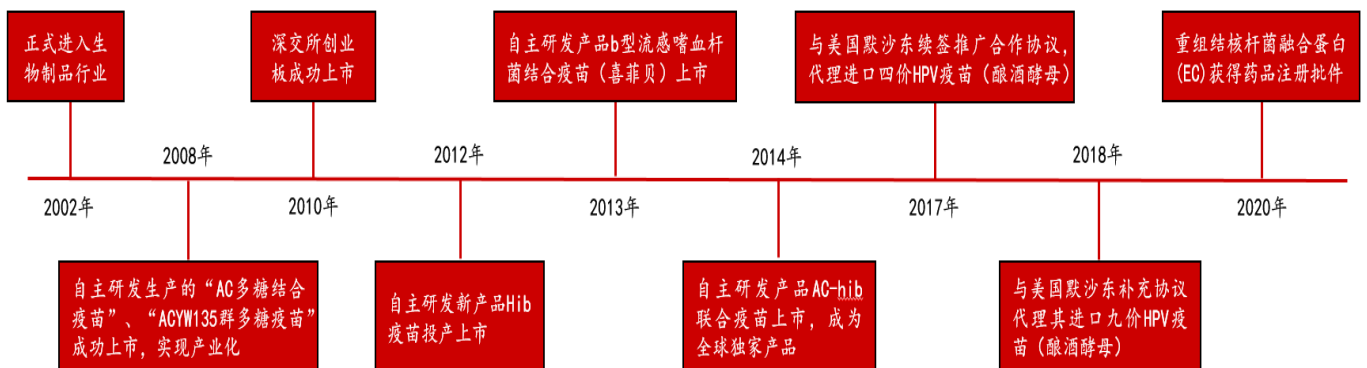 正式进入生
物制品行业
深交所创业
板成功上市
自主研发产品b型流感嗜血杆
菌结合疫苗（喜菲贝）上市
与美国默沙东续签推广合作协议，
代理进口四价HPV疫苗（酿酒酵母）
重组结核杆菌融合蛋白
(EC)获得药品注册批件
2008年
2012年
2014年
2018年
2002年
2010年
2013年
2017年
2020年
自主研发生产的“AC多糖结合
疫苗”、“ACYW135群多糖疫苗”
成功上市，实现产业化
自主研发新产品Hib
疫苗投产上市
自主研发产品AC-hib
联合疫苗上市，成为
全球独家产品
与美国默沙东补充协议
代理其进口九价HPV疫
苗（酿酒酵母）